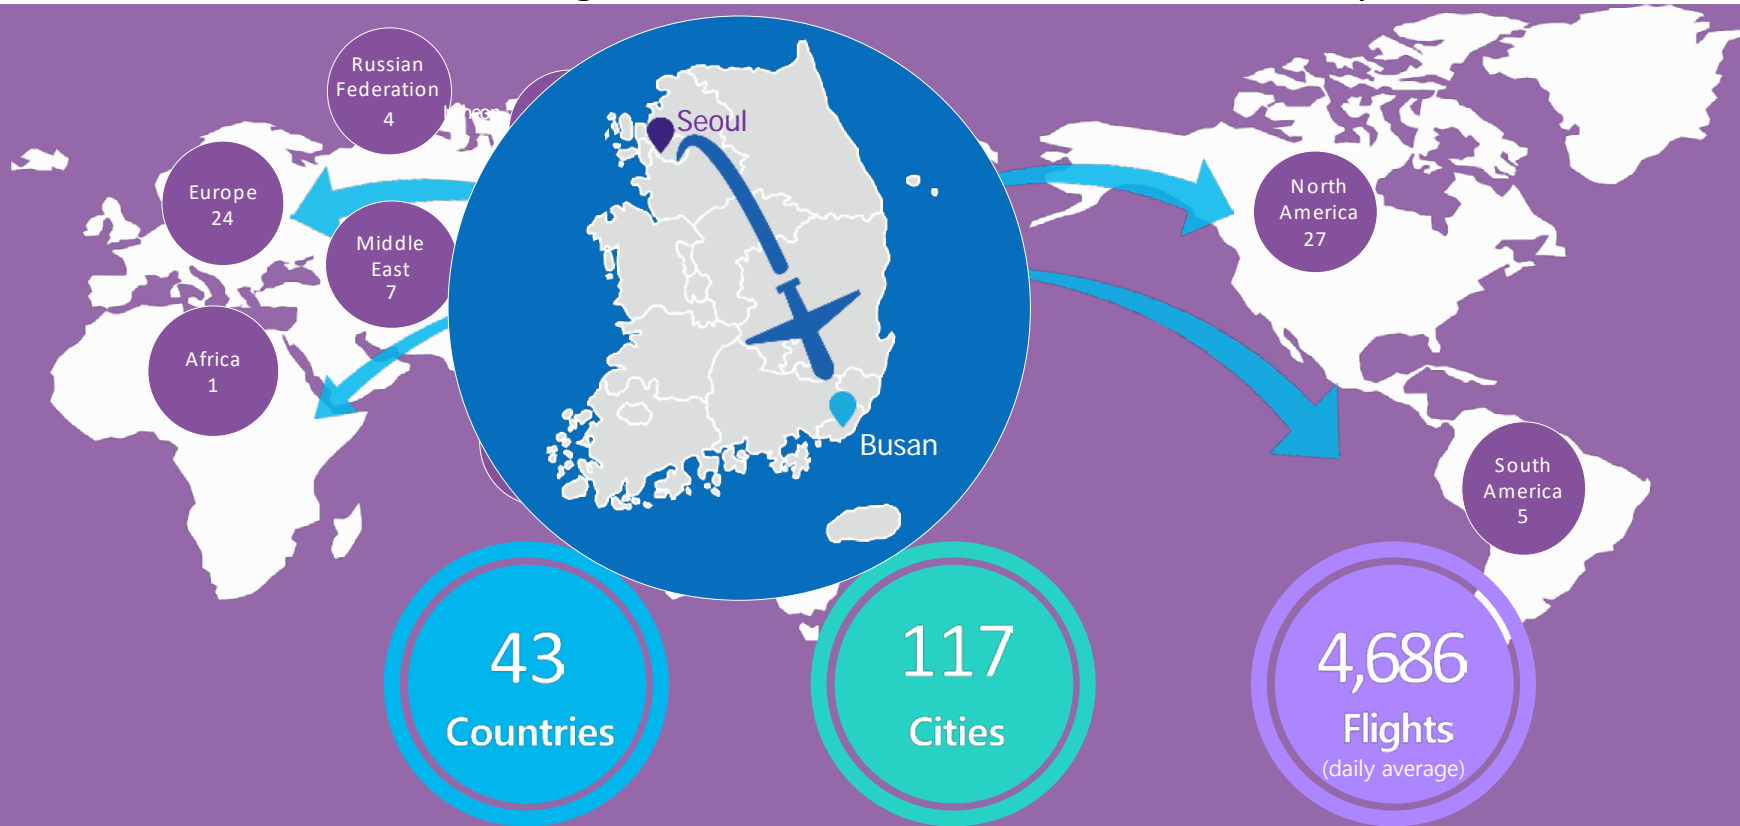 Russian
Federation
4
Seoul
Europe
24
North
America
27
Middle
East
7
Africa
1
Busan
South
America
5
43
Countries
117
Cities
4,686
Flights
(daily average)